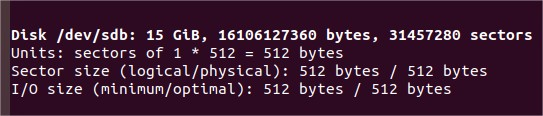 Disk /dev/sdb: 15 GiB, 16106127360 bytes, 31457280 sectors
Units: sectors of 1 * 512 = 512 bytes
Sector size (logical/physical): 512 bytes / 512 bytes
I/O size (minimum/optimal): 512 bytes / 512 bytes